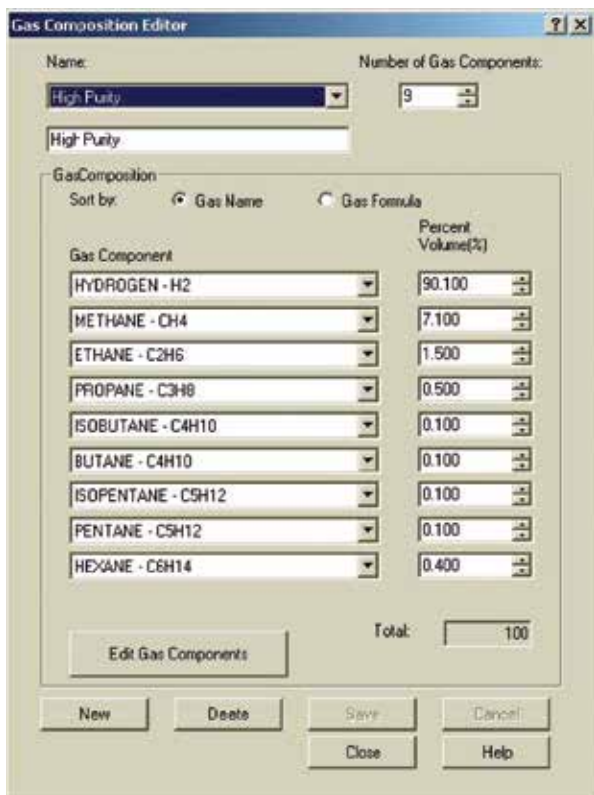 Gas Composition Editor
Name: Number of Gas Components:
High Purity 9
High Purity
GasComposition
Sort by: Gas Name Gas Formula
Percent
Gas Component Volume(%)
HYDROGEN - H2 90.100
METHANE - CH4 7.100
ETHANE - C2H6 1.500
PROPANE - C3H8 0.500
ISOBUTANE - C4H10 0.100
BUTANE - C4H10 0.100
ISOPENTANE - C5H12 0.100
PENTANE - C5H12 0.100
HEXANE - C6H14 0.400
Total: 100
Edit Gas Components
New Delete Save Cancel
Close Help